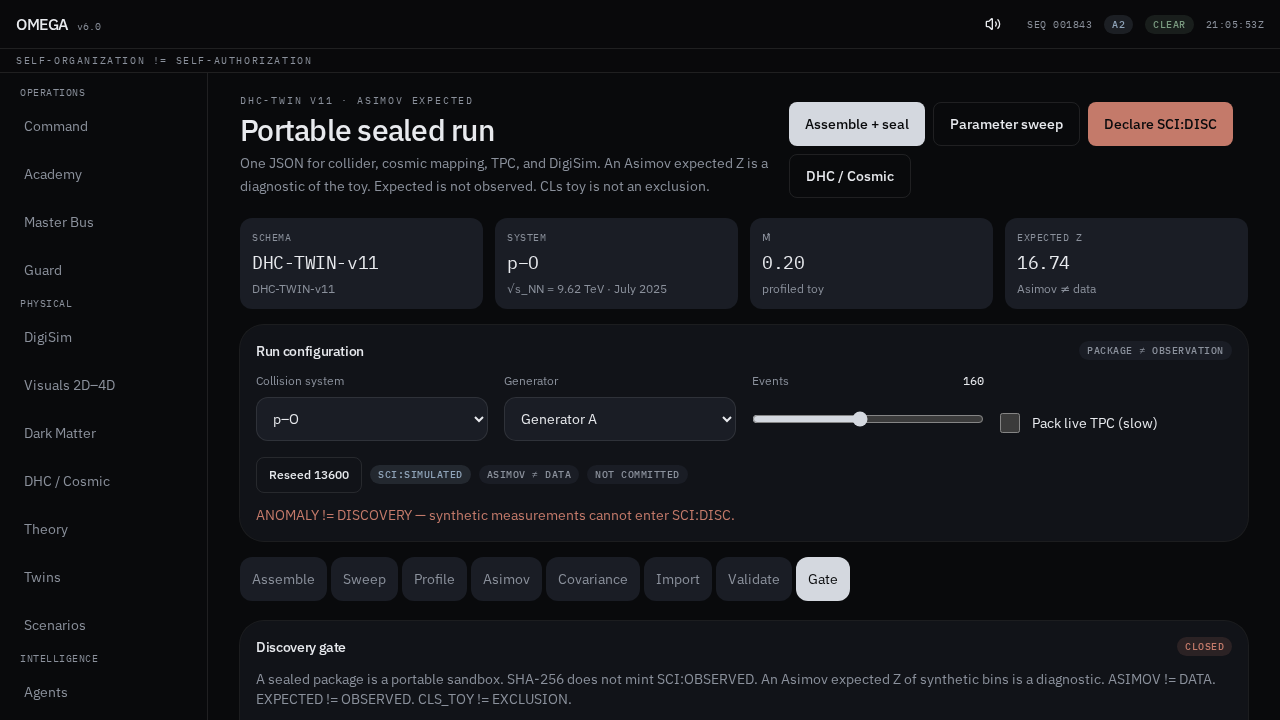 OMEGA v6.0
SEQ 001843 A2 CLEAR 21:05:53Z
SELF-ORGANIZATION != SELF-AUTHORIZATION
OPERATIONS
Command
Academy
Master Bus
Guard
PHYSICAL
DigiSim
Visuals 2D–4D
Dark Matter
DHC / Cosmic
Theory
Twins
Scenarios
INTELLIGENCE
Agents
DHC-TWIN V11 · ASIMOV EXPECTED
Portable sealed run
One JSON for collider, cosmic mapping, TPC, and DigiSim. An Asimov expected Z is a
diagnostic of the toy. Expected is not observed. CLs toy is not an exclusion.
Assemble + seal
Parameter sweep
Declare SCI:DISC
DHC / Cosmic
SCHEMA
DHC-TWIN-v11
DHC-TWIN-v11
SYSTEM
p–O
√s_NN = 9.62 TeV · July 2025
0.20
profiled toy
EXPECTED Z
16.74
Asimov ≠ data
Run configuration
PACKAGE ≠ OBSERVATION
Collision system
p–O
Generator
Generator A
Events 160
Pack live TPC (slow)
Reseed 13600
SCI:SIMULATED
ASIMOV ≠ DATA
NOT COMMITTED
ANOMALY != DISCOVERY — synthetic measurements cannot enter SCI:DISC.
Assemble
Sweep
Profile
Asimov
Covariance
Import
Validate
Gate
Discovery gate
CLOSED
A sealed package is a portable sandbox. SHA-256 does not mint SCI:OBSERVED. An Asimov expected Z of synthetic bins is a diagnostic. ASIMOV != DATA.
EXPECTED != OBSERVED. CLS_TOY != EXCLUSION.